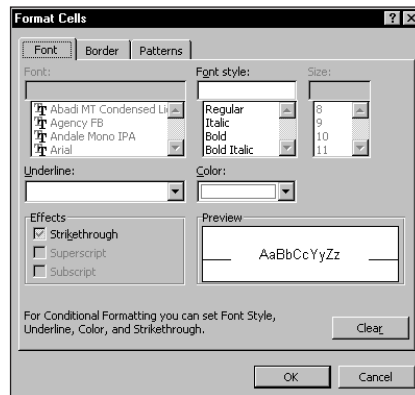 Format Cells
Font Border Patterns
Font: Font style: Size:
Abadi MT Condensed Li
Agency FB
Andale Mono IPA
Arial
Regular
Italic
Bold
Bold Italic
8
9
10
11
Underline: Color:
Effects
Strikethrough
Superscript
Subscript
Preview
AaBbCcYyZz
For Conditional Formatting you can set Font Style,
Underline, Color, and Strikethrough.
Clear
OK Cancel